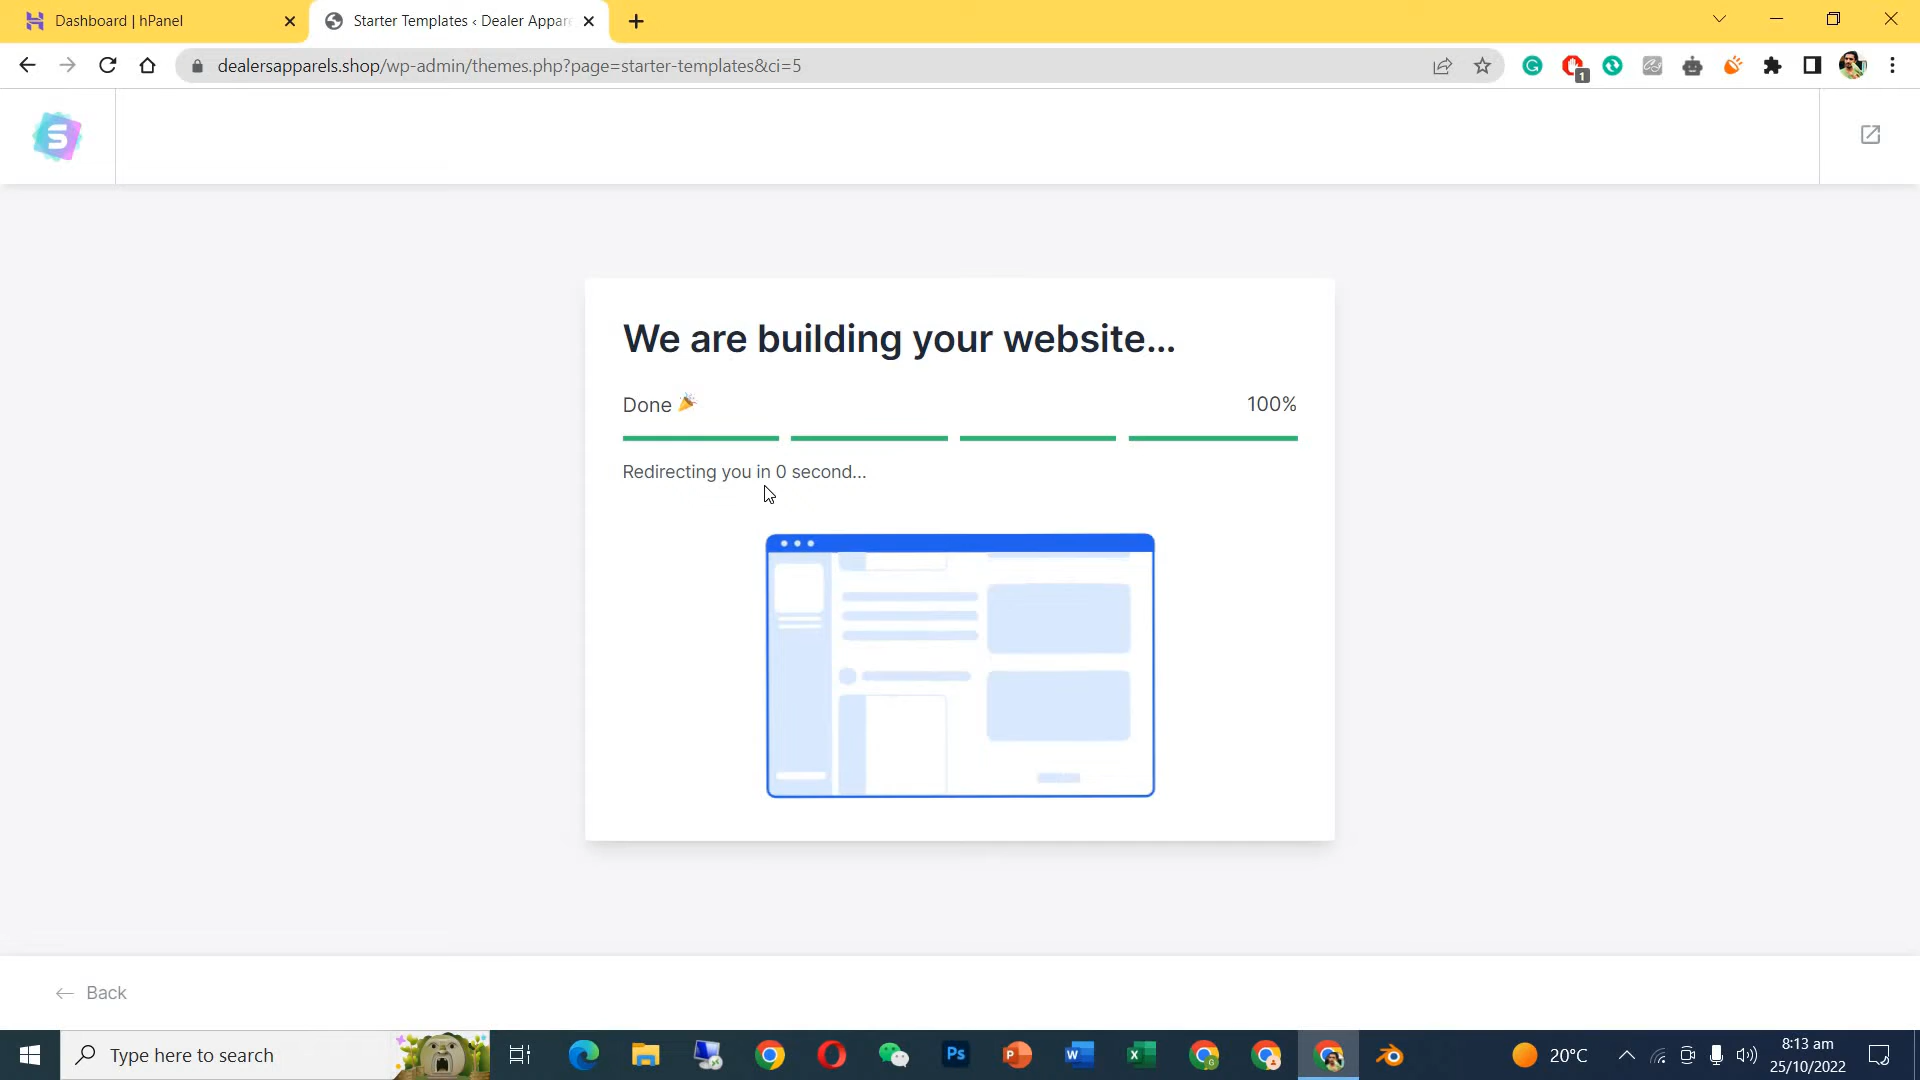 Dashboard | hPanel
Starter Templates ‹ Dealer Appar
dealersapparels.shop/wp-admin/themes.php?page=starter-templates&ci=5
1
S
We are building your website...
Done 🎉
100%
Redirecting you in 0 second...
← Back
Type here to search
Ps
20°C
8:13 am
25/10/2022